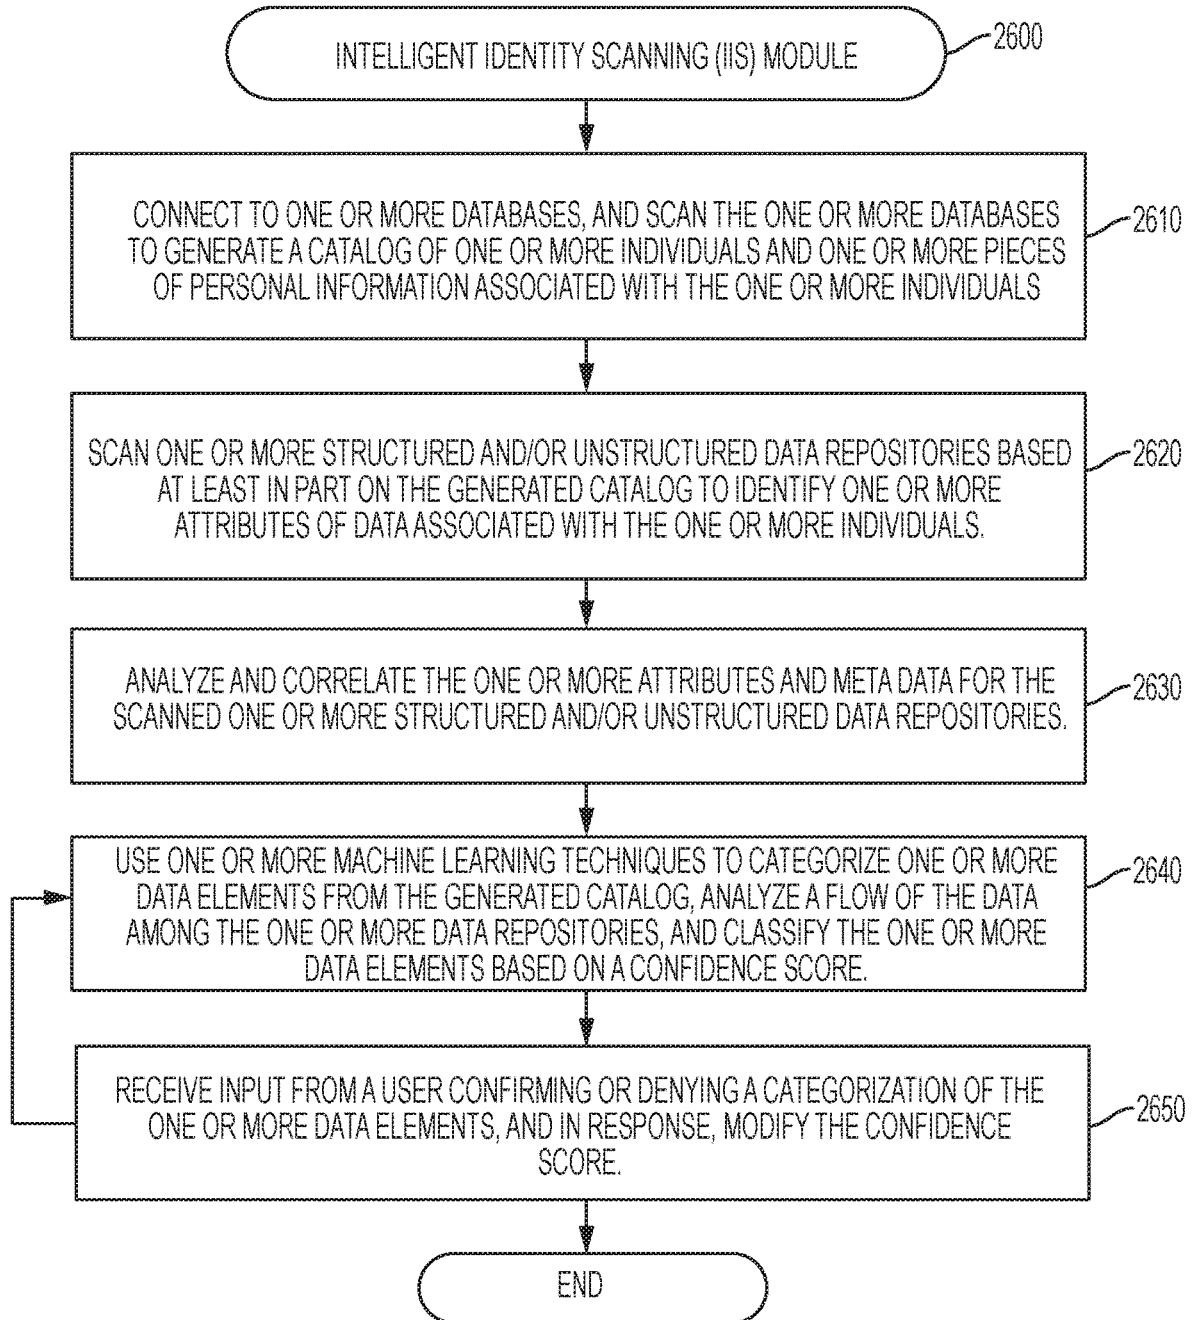 INTELLIGENT IDENTITY SCANNING (IIS) MODULE
2600
CONNECT TO ONE OR MORE DATABASES, AND SCAN THE ONE OR MORE DATABASES
TO GENERATE A CATALOG OF ONE OR MORE INDIVIDUALS AND ONE OR MORE PIECES
OF PERSONAL INFORMATION ASSOCIATED WITH THE ONE OR MORE INDIVIDUALS
2610
SCAN ONE OR MORE STRUCTURED AND/OR UNSTRUCTURED DATA REPOSITORIES BASED
AT LEAST IN PART ON THE GENERATED CATALOG TO IDENTIFY ONE OR MORE
ATTRIBUTES OF DATA ASSOCIATED WITH THE ONE OR MORE INDIVIDUALS.
2620
ANALYZE AND CORRELATE THE ONE OR MORE ATTRIBUTES AND META DATA FOR THE
SCANNED ONE OR MORE STRUCTURED AND/OR UNSTRUCTURED DATA REPOSITORIES.
2630
USE ONE OR MORE MACHINE LEARNING TECHNIQUES TO CATEGORIZE ONE OR MORE
DATA ELEMENTS FROM THE GENERATED CATALOG, ANALYZE A FLOW OF THE DATA
AMONG THE ONE OR MORE DATA REPOSITORIES, AND CLASSIFY THE ONE OR MORE
DATA ELEMENTS BASED ON A CONFIDENCE SCORE.
2640
RECEIVE INPUT FROM A USER CONFIRMING OR DENYING A CATEGORIZATION OF THE
ONE OR MORE DATA ELEMENTS, AND IN RESPONSE, MODIFY THE CONFIDENCE
SCORE.
2650
END